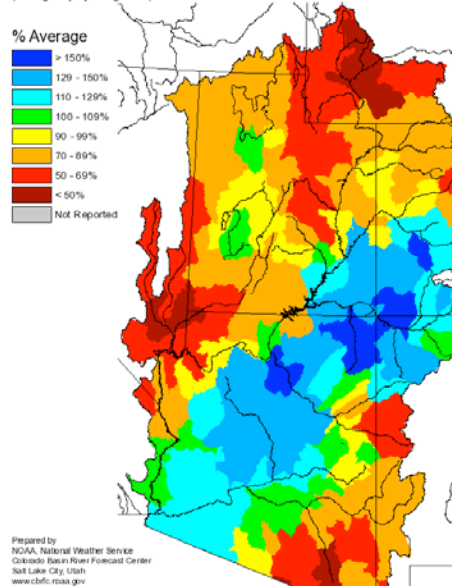 % Average
> 150%
129 - 150%
110 - 129%
100 - 109%
90 - 99%
70 - 89%
50 - 69%
< 50%
Not Reported
Prepared by
NOAA, National Weather Service
Colorado Basin River Forecast Center
Salt Lake City, Utah
www.cbrfc.noaa.gov